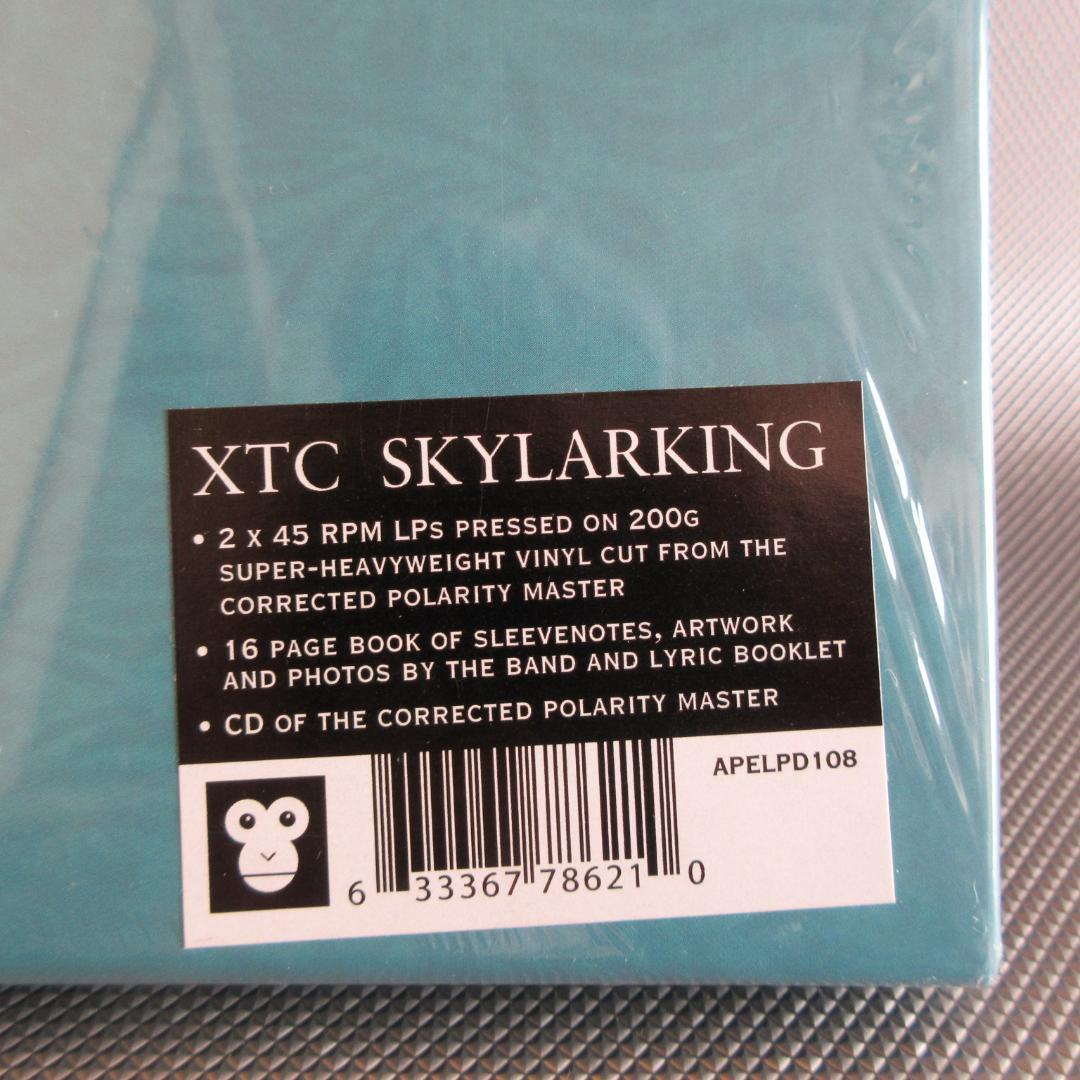 XTC SKYLARKING
• 2 x 45 RPM LPs PRESSED ON 200G
SUPER-HEAVYWEIGHT VINYL CUT FROM THE
CORRECTED POLARITY MASTER
• 16 PAGE BOOK OF SLEEVENOTES, ARTWORK
AND PHOTOS BY THE BAND AND LYRIC BOOKLET
• CD OF THE CORRECTED POLARITY MASTER
APELPD108
6 33367 78621 0